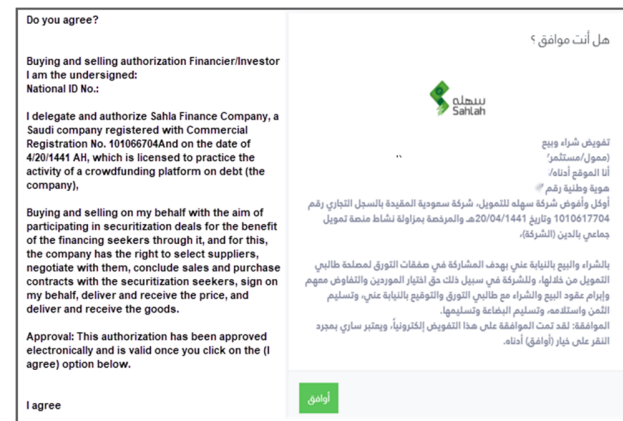 Do you agree?
Buying and selling authorization Financier/Investor
I am the undersigned:
National ID No.:
I delegate and authorize Sahla Finance Company, a
Saudi company registered with Commercial
Registration No. 101066704And on the date of
4/20/1441 AH, which is licensed to practice the
activity of a crowdfunding platform on debt (the
company),
Buying and selling on my behalf with the aim of
participating in securitization deals for the benefit
of the financing seekers through it, and for this,
the company has the right to select suppliers,
negotiate with them, conclude sales and purchase
contracts with the securitization seekers, sign on
my behalf, deliver and receive the price, and
deliver and receive the goods.
Approval: This authorization has been approved
electronically and is valid once you click on the (I
agree) option below.
I agree
هل أنت موافق ؟
سهله
Sahlah
تفويض شراء وبيع
(ممول/مستثمر)
أنا الموقع أدناه/
هوية وطنية رقم
أوكل وأفوض شركة سهله للتمويل، شركة سعودية المقيدة بالسجل التجاري رقم
1010617704 وتاريخ 20/04/1441هـ والمرخصة بمزاولة نشاط منصة تمويل
جماعي بالدين (الشركة)،
بالشراء والبيع بالنيابة عني بهدف المشاركة في صفقات التورق لمصلحة طالبي
التمويل من خلالها، وللشركة في سبيل ذلك حق اختيار الموردين والتفاوض معهم
وإبرام عقود البيع والشراء مع طالبي التورق والتوقيع بالنيابة عني، وتسليم
الثمن واستلامه، وتسليم البضاعة وتسليمها.
الموافقة: لقد تمت الموافقة على هذا التفويض إلكترونياً، ويعتبر ساري بمجرد
النقر على خيار (أوافق) أدناه.
أوافق